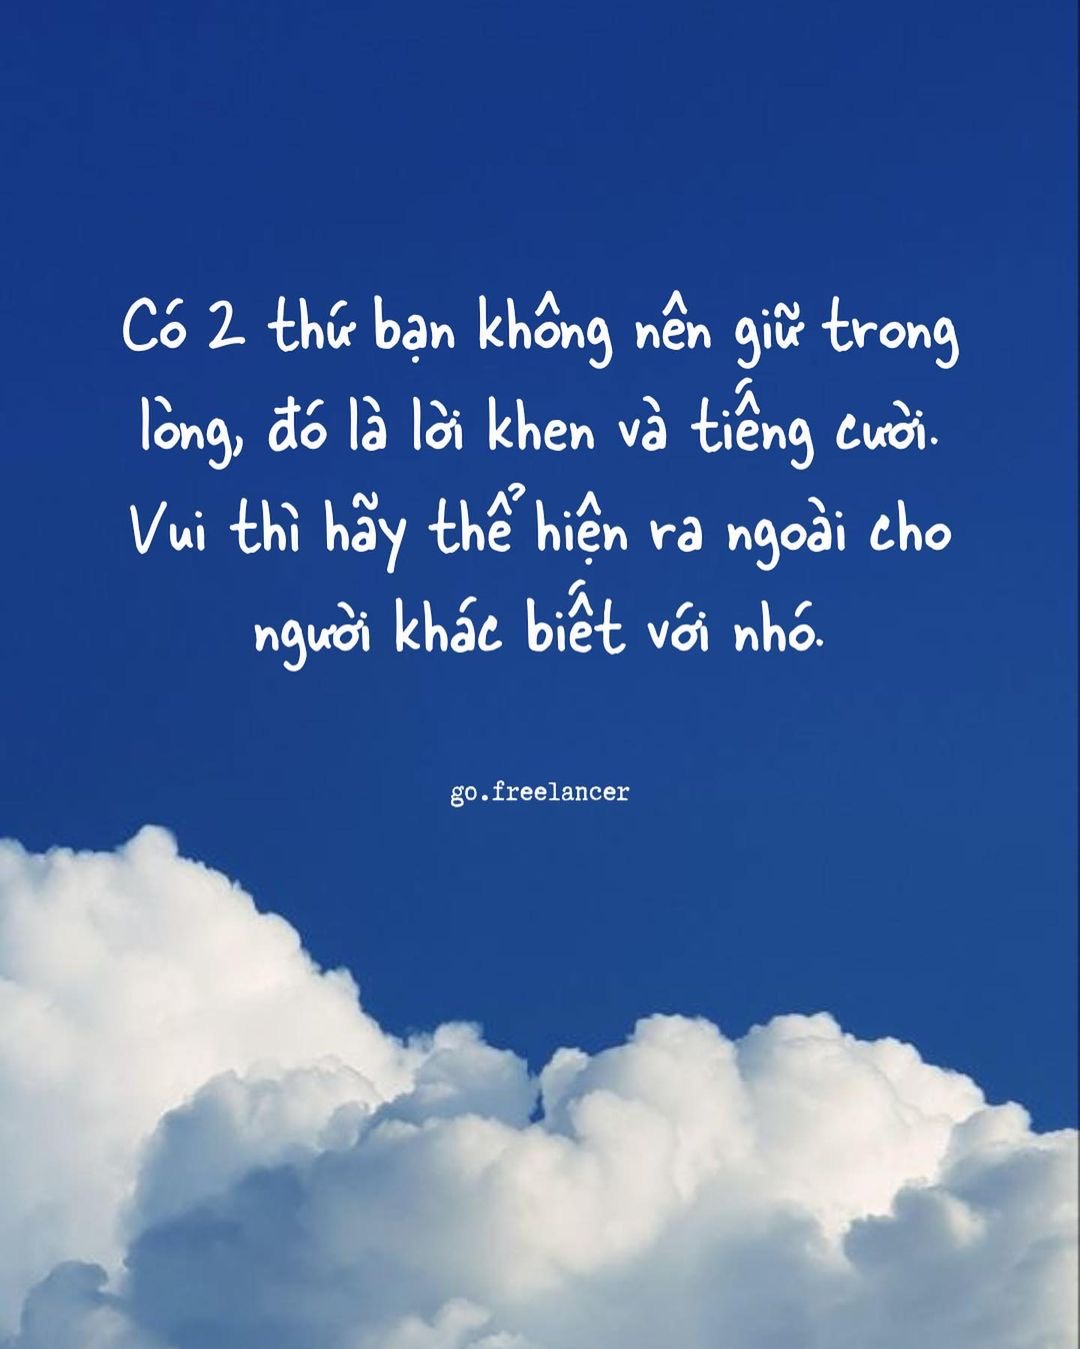 Có 2 thứ bạn không nên giữ trong
lòng, đó là lời khen và tiếng cười.
Vui thì hãy thể hiện ra ngoài cho
người khác biết với nhó.
go.freelancer